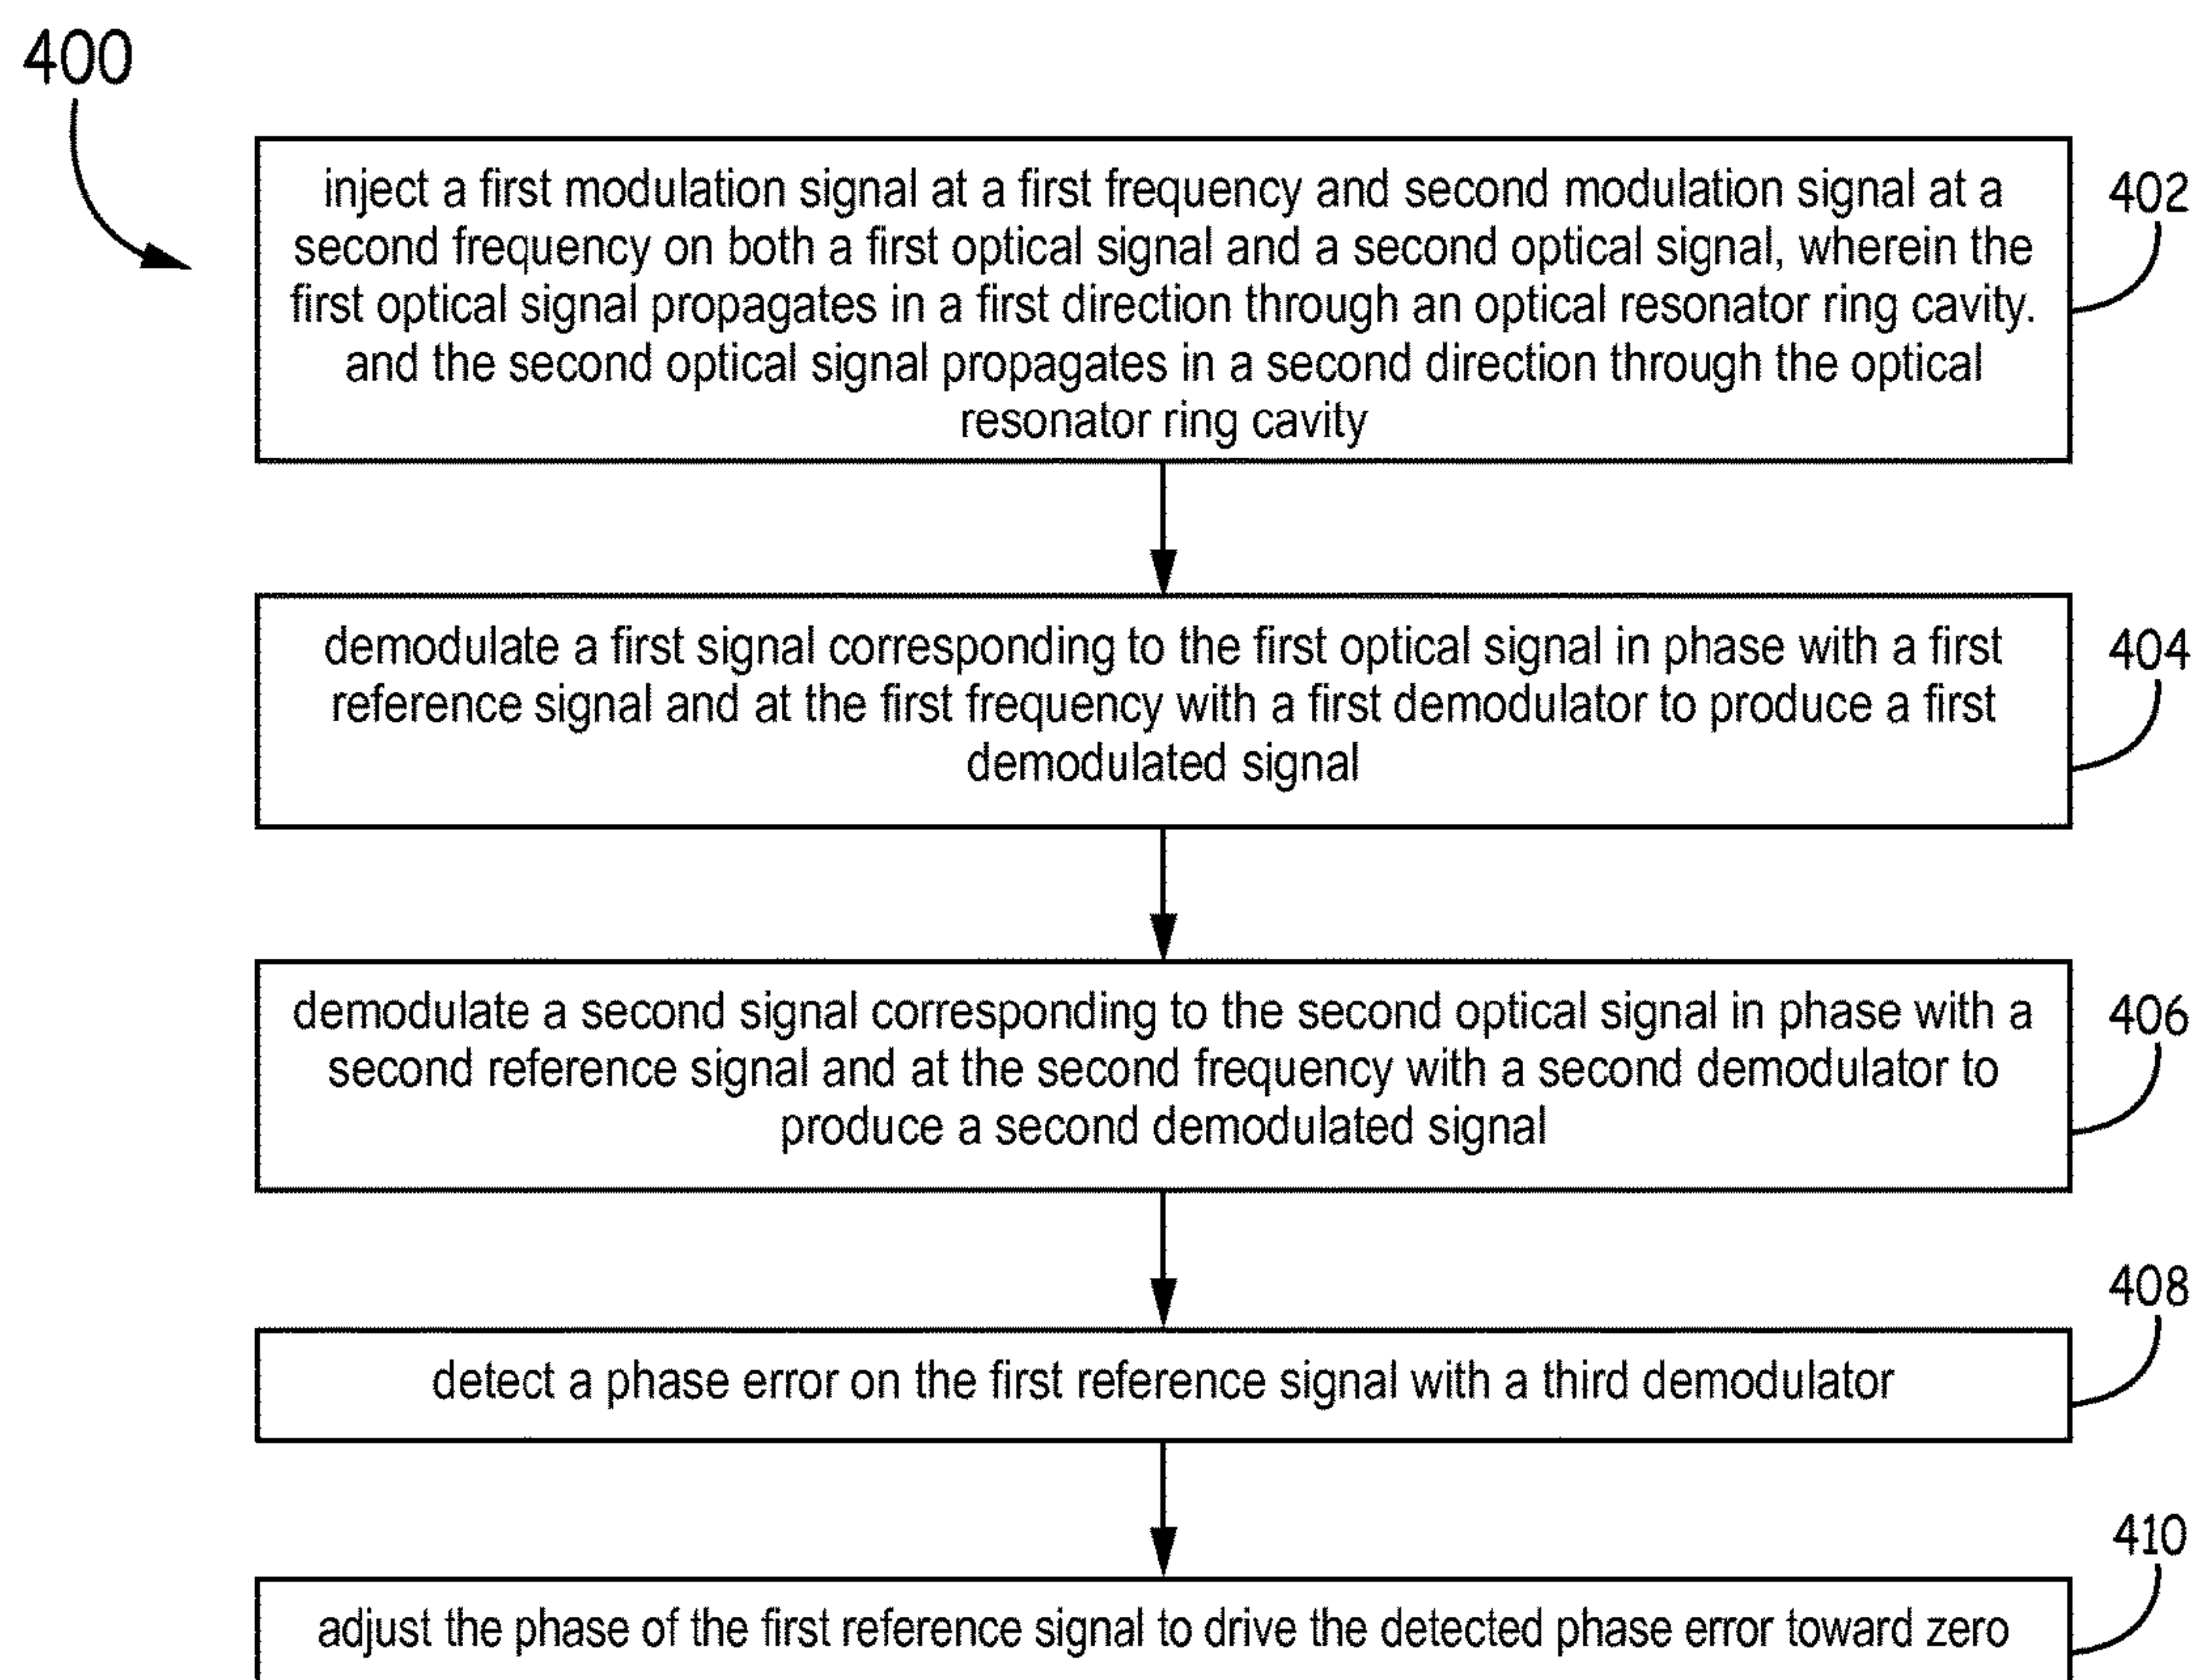 400
inject a first modulation signal at a first frequency and second modulation signal at a
second frequency on both a first optical signal and a second optical signal, wherein the
first optical signal propagates in a first direction through an optical resonator ring cavity.
and the second optical signal propagates in a second direction through the optical
resonator ring cavity
402
demodulate a first signal corresponding to the first optical signal in phase with a first
reference signal and at the first frequency with a first demodulator to produce a first
demodulated signal
404
demodulate a second signal corresponding to the second optical signal in phase with a
second reference signal and at the second frequency with a second demodulator to
produce a second demodulated signal
406
detect a phase error on the first reference signal with a third demodulator
408
adjust the phase of the first reference signal to drive the detected phase error toward zero
410